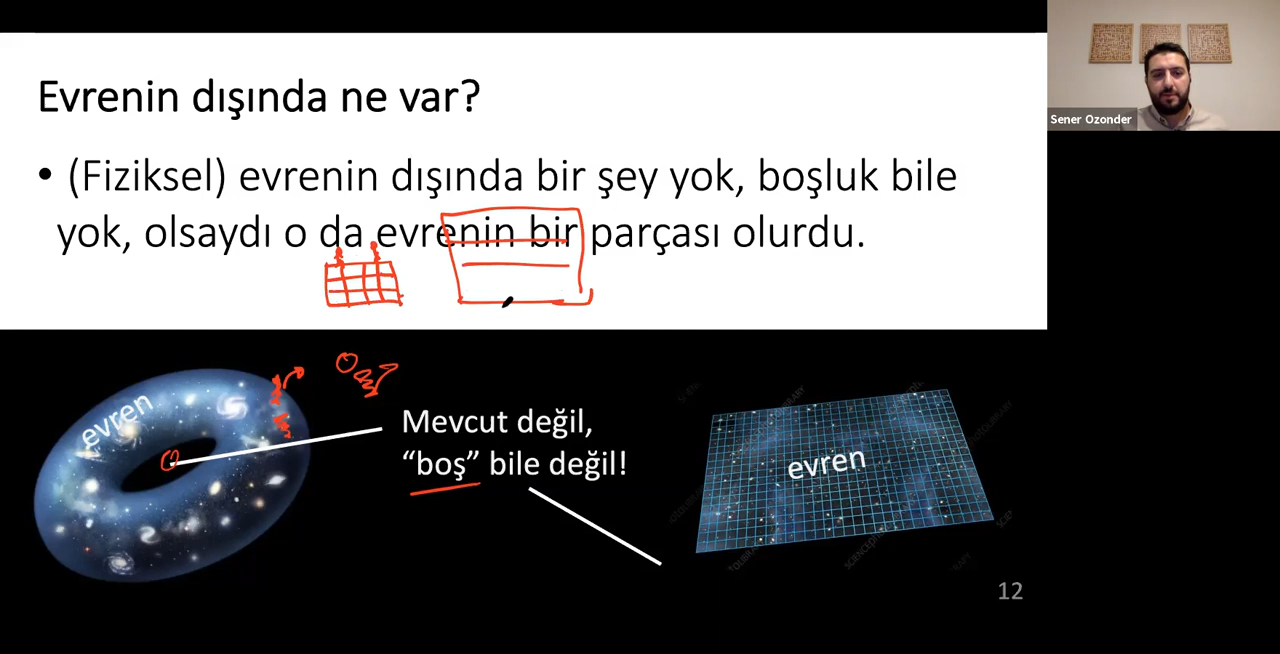 Evrenin dışında ne var?
• (Fiziksel) evrenin dışında bir şey yok, boşluk bile
yok, olsaydı o da evrenin bir parçası olurdu.
Sener Ozonder
evren
Mevcut değil,
“boş” bile değil!
evren
12